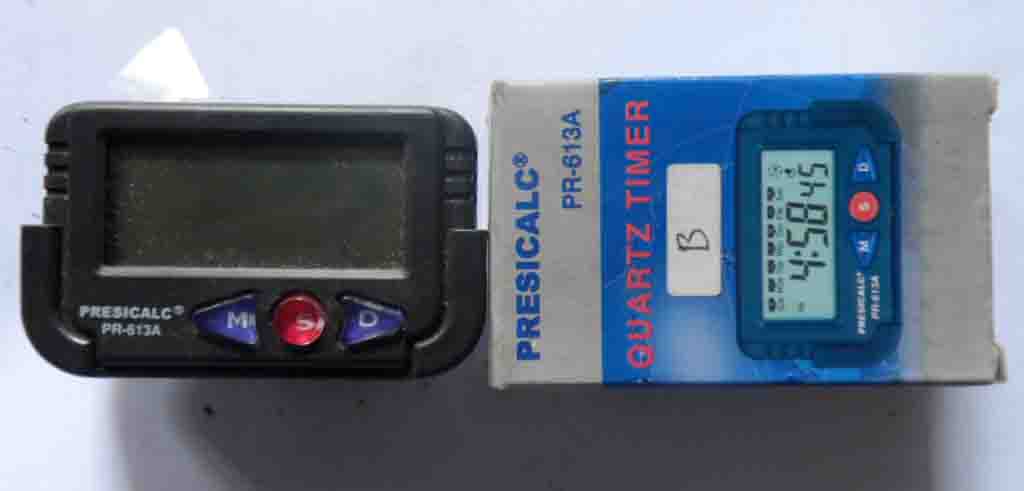 PRESICALC®
PR-613A
M
S
D
PRESICALC®
PR-613A
QUARTZ TIMER
B
4:58 45
M
S
D
PRESICALC®
PR-613A